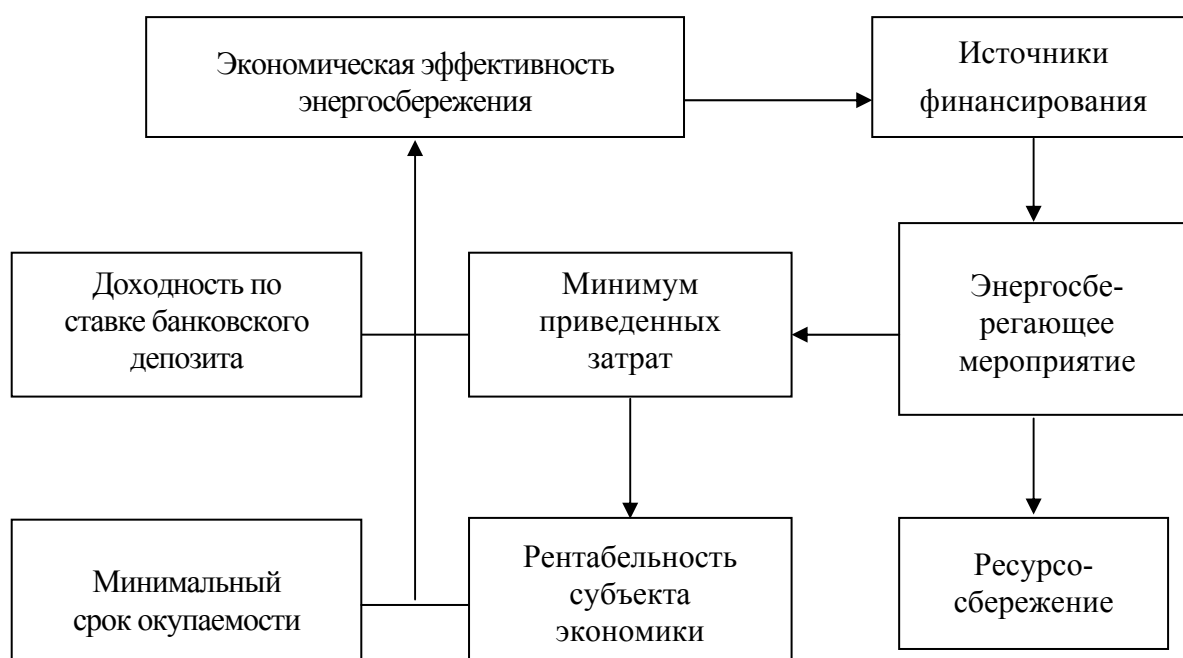 Экономическая эффективность
энергосбережения
Источники
финансирования
Доходность по
ставке банковского
депозита
Минимум
приведенных
затрат
Энергосбе-
регающее
мероприятие
Минимальный
срок окупаемости
Рентабельность
субъекта
экономики
Ресурсо-
сбережение